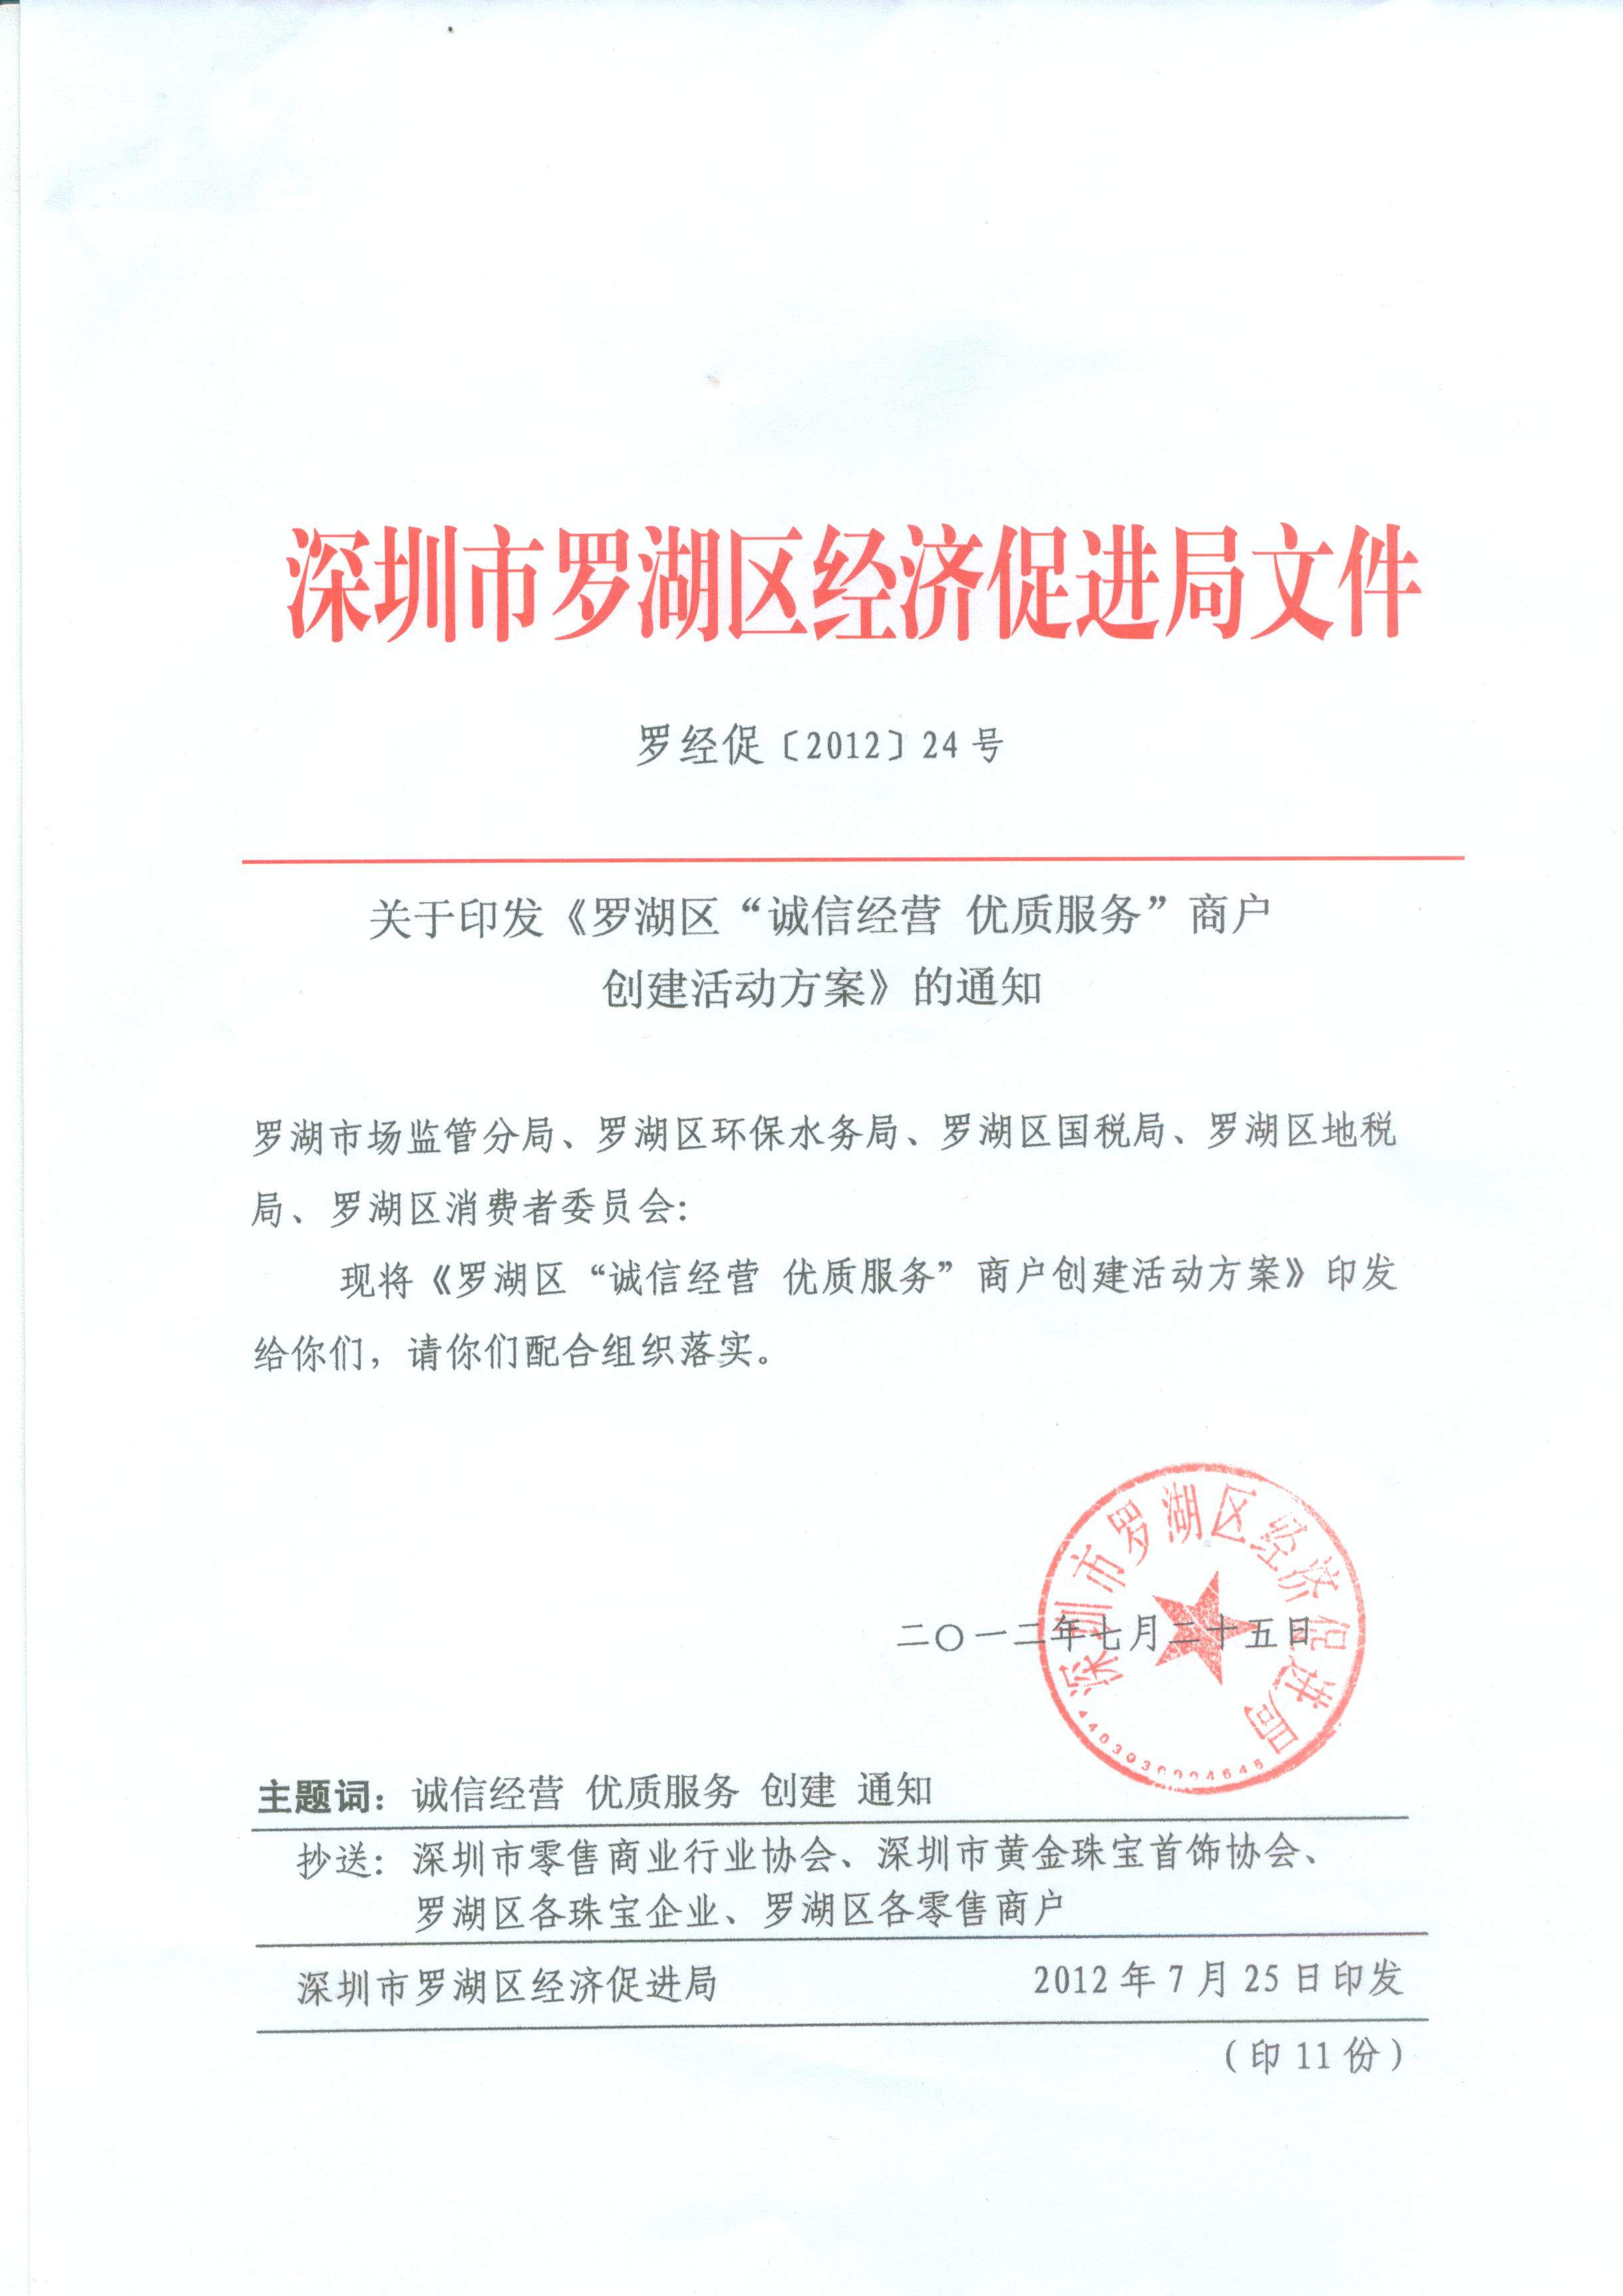 深圳市罗湖区经济促进局文件
罗经促〔2012〕24 号
关于印发《罗湖区“诚信经营 优质服务”商户
创建活动方案》的通知
罗湖市场监管分局、罗湖区环保水务局、罗湖区国税局、罗湖区地税
局、罗湖区消费者委员会：
现将《罗湖区“诚信经营 优质服务”商户创建活动方案》印发
给你们，请你们配合组织落实。
深圳市罗湖区经济促进局
二〇一二年七月二十五日
主题词：诚信经营 优质服务 创建 通知
抄送：深圳市零售商业行业协会、深圳市黄金珠宝首饰协会、
罗湖区各珠宝企业、罗湖区各零售商户
深圳市罗湖区经济促进局 2012 年 7 月 25 日印发
（印 11 份）